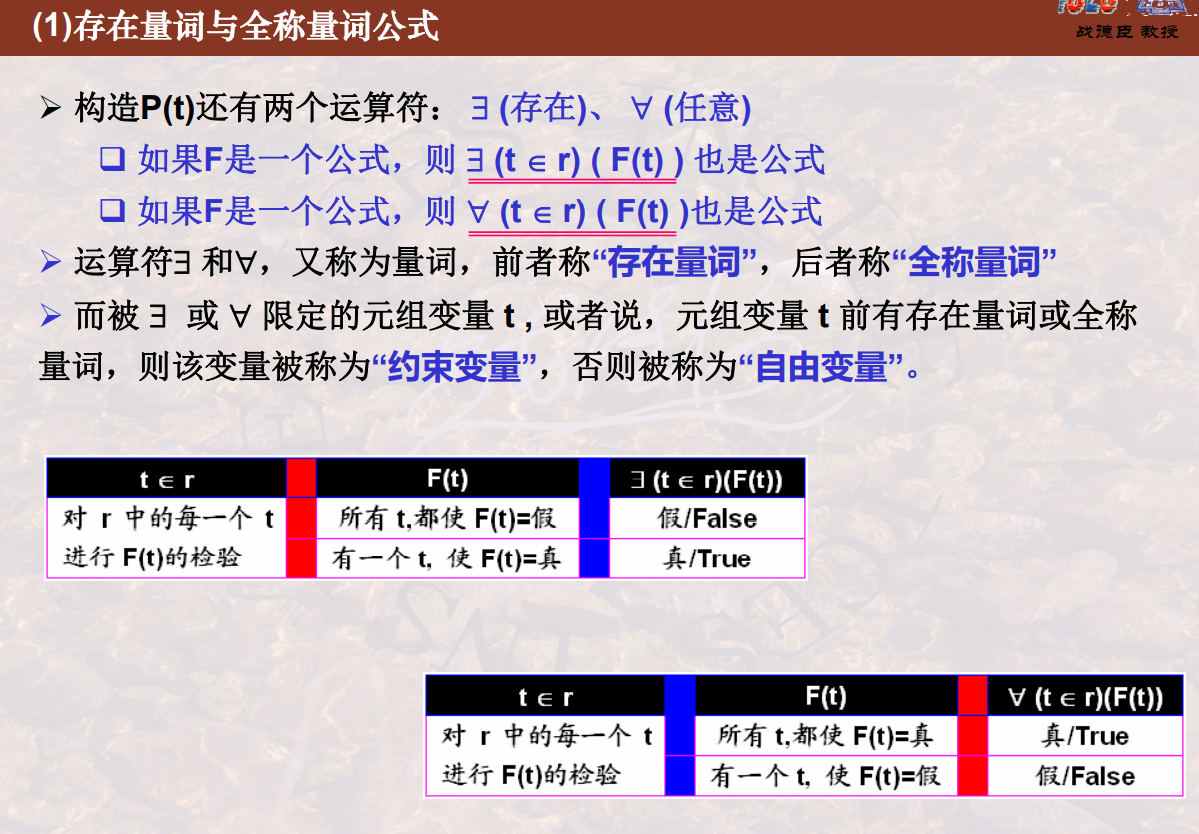 (1)存在量词与全称量词公式
战德臣 教授
构造P(t)还有两个运算符： ∃ (存在)、 ∀ (任意)
如果F是一个公式，则 ∃ (t ∈ r) ( F(t) ) 也是公式
如果F是一个公式，则 ∀ (t ∈ r) ( F(t) )也是公式
运算符∃ 和∀，又称为量词，前者称“存在量词”，后者称“全称量词”
而被 ∃ 或 ∀ 限定的元组变量 t , 或者说，元组变量 t 前有存在量词或全称
量词，则该变量被称为“约束变量”，否则被称为“自由变量”。
t ∈ r F(t) ∃ (t ∈ r)(F(t))
对 r 中的每一个 t 所有 t,都使 F(t)=假 假/False
进行 F(t)的检验 有一个 t, 使 F(t)=真 真/True
t ∈ r F(t) ∀ (t ∈ r)(F(t))
对 r 中的每一个 t 所有 t,都使 F(t)=真 真/True
进行 F(t)的检验 有一个 t, 使 F(t)=假 假/False